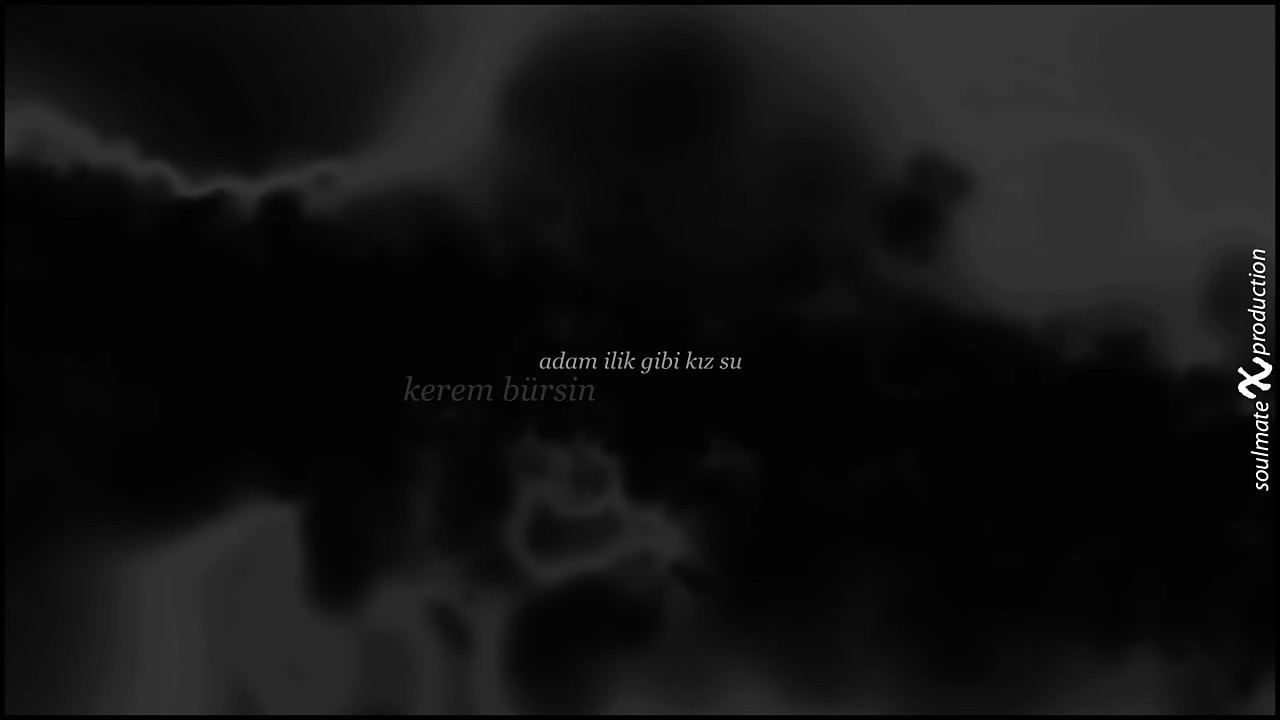 adam ilik gibi kız su
kerem bürsin
soulmate production